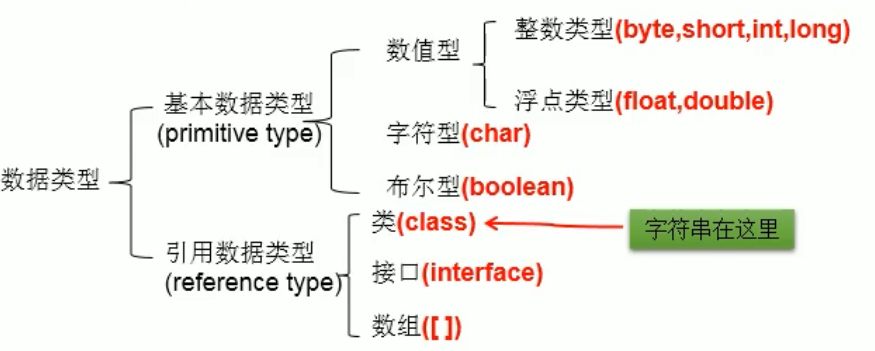 数据类型
基本数据类型
(primitive type)
数值型
整数类型(byte,short,int,long)
浮点类型(float,double)
字符型(char)
布尔型(boolean)
引用数据类型
(reference type)
类(class)
字符串在这里
接口(interface)
数组([ ])